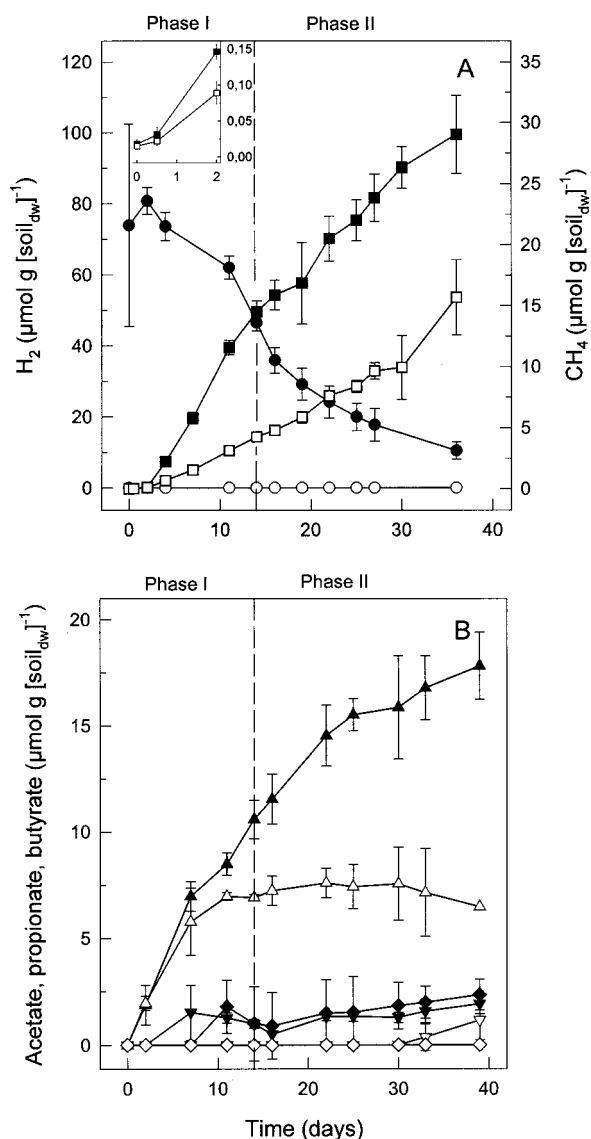 Phase I Phase II
A
120
100
80
60
40
20
0
H₂ (µmol g [soil_dw]⁻¹)
0,15
0,10
0,05
0,00
0 1 2
35
30
25
20
15
10
5
0
CH₄ (µmol g [soil_dw]⁻¹)
0 10 20 30 40
Phase I Phase II
B
20
15
10
5
0
Acetate, propionate, butyrate (µmol g [soil_dw]⁻¹)
0 10 20 30 40
Time (days)